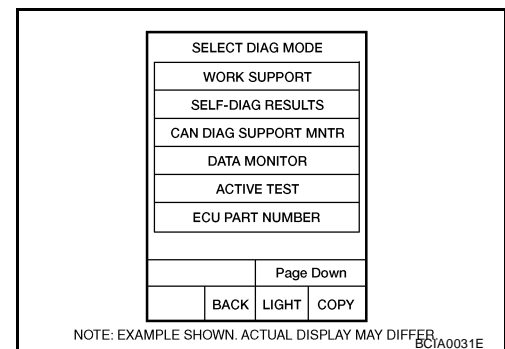 SELECT DIAG MODE
WORK SUPPORT
SELF-DIAG RESULTS
CAN DIAG SUPPORT MNTR
DATA MONITOR
ACTIVE TEST
ECU PART NUMBER
Page Down
BACK LIGHT COPY
NOTE: EXAMPLE SHOWN. ACTUAL DISPLAY MAY DIFFER.
BCIA0031E